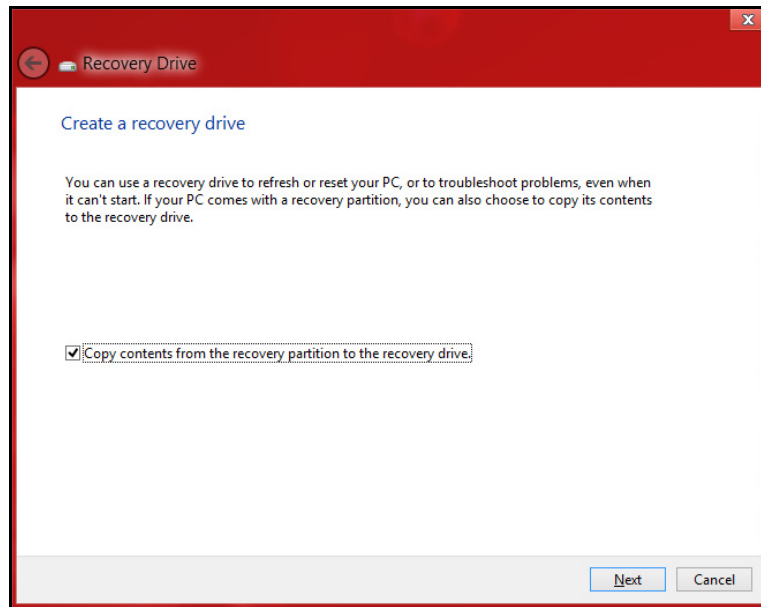 Recovery Drive
Create a recovery drive
You can use a recovery drive to refresh or reset your PC, or to troubleshoot problems, even when
it can't start. If your PC comes with a recovery partition, you can also choose to copy its contents
to the recovery drive.
Copy contents from the recovery partition to the recovery drive.
Next Cancel